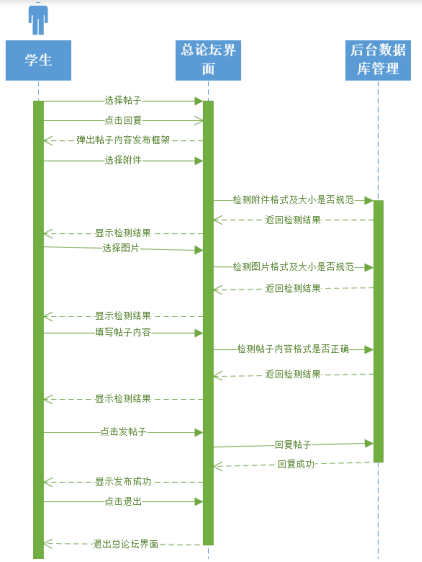 学生
总论坛界
面
后台数据
库管理
选择帖子
点击回复
弹出帖子内容发布框架
选择附件
检测附件格式及大小是否规范
返回检测结果
显示检测结果
选择图片
检测图片格式及大小是否规范
返回检测结果
显示检测结果
填写帖子内容
检测帖子内容格式是否正确
返回检测结果
显示检测结果
点击发帖子
回复帖子
回复成功
显示发布成功
点击退出
退出总论坛界面